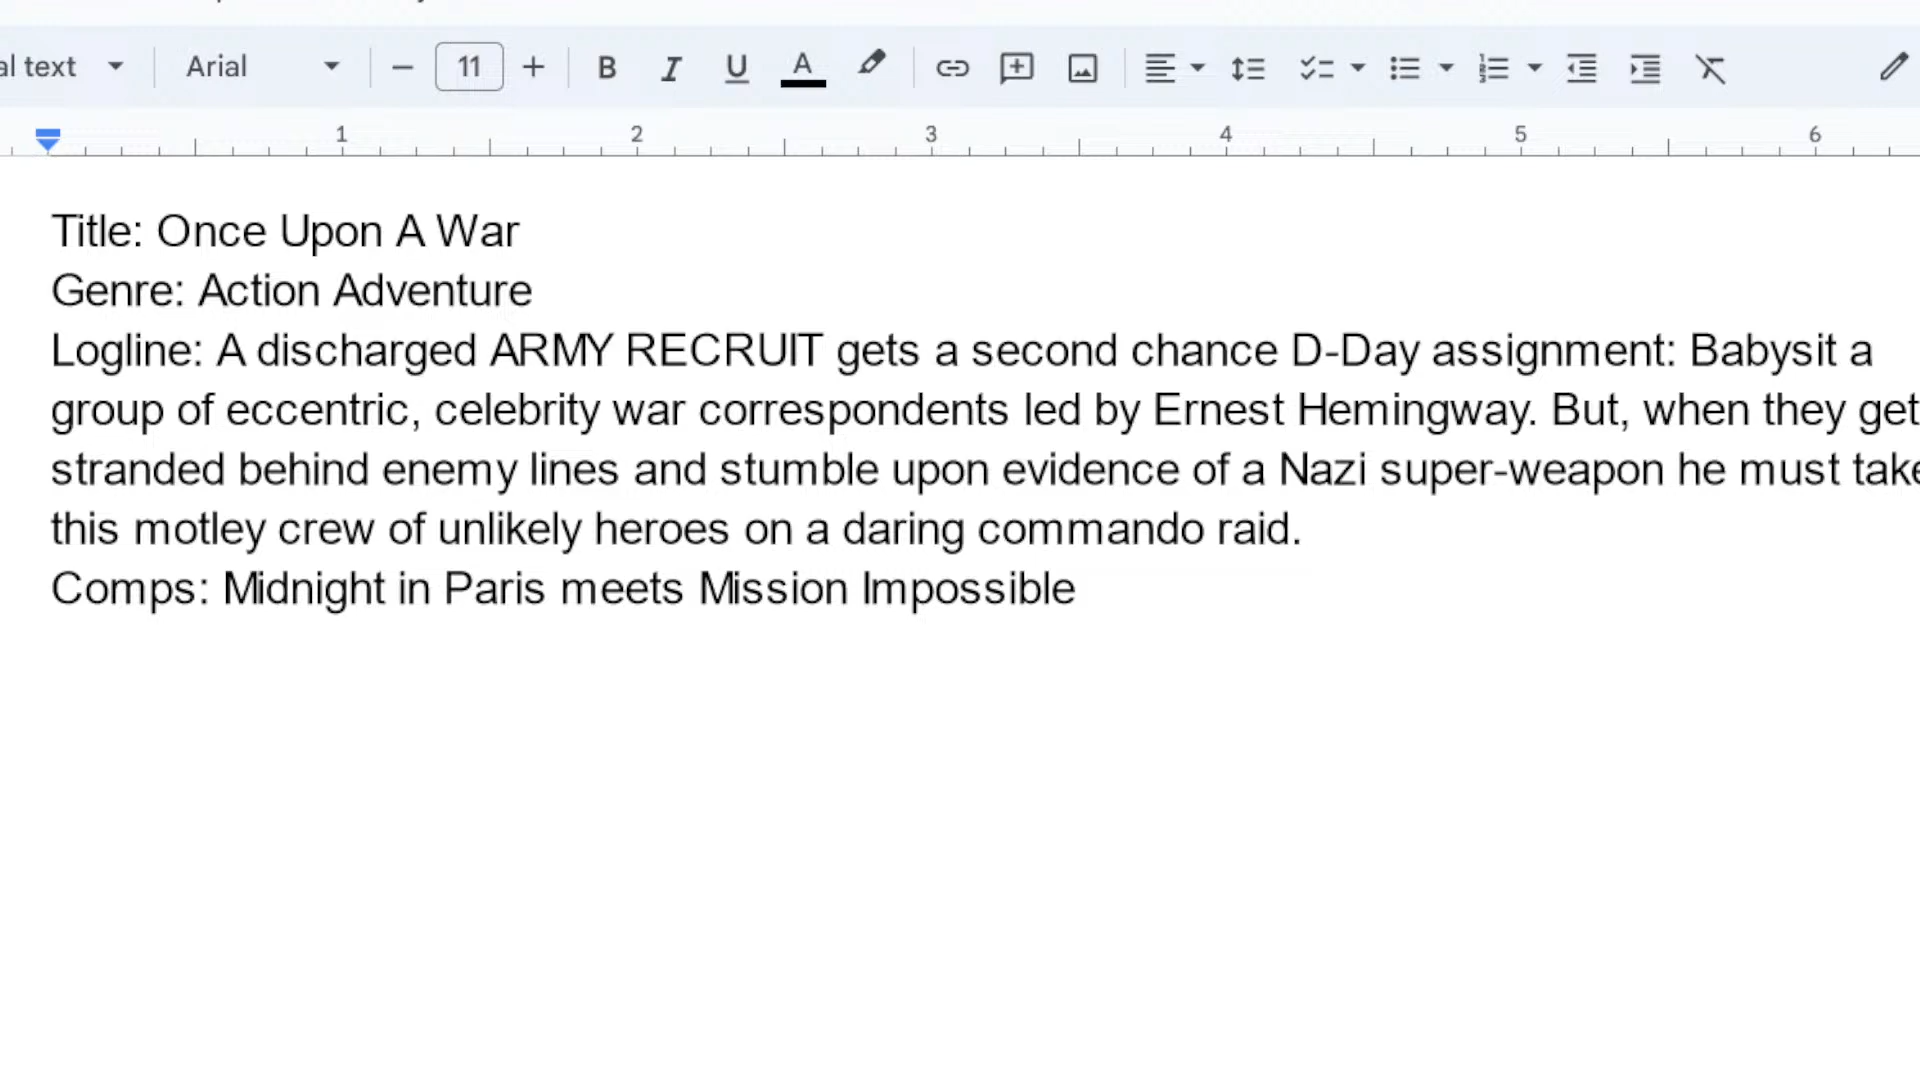 al text Arial 11 B I U A
1 2 3 4 5 6
Title: Once Upon A War
Genre: Action Adventure
Logline: A discharged ARMY RECRUIT gets a second chance D-Day assignment: Babysit a
group of eccentric, celebrity war correspondents led by Ernest Hemingway. But, when they get
stranded behind enemy lines and stumble upon evidence of a Nazi super-weapon he must take
this motley crew of unlikely heroes on a daring commando raid.
Comps: Midnight in Paris meets Mission Impossible